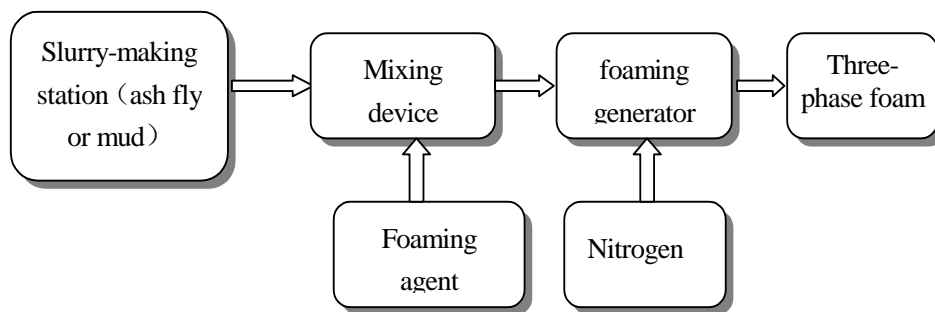 Slurry-making
station（ash fly
or mud）
Mixing
device
foaming
generator
Three-
phase foam
Foaming
agent
Nitrogen